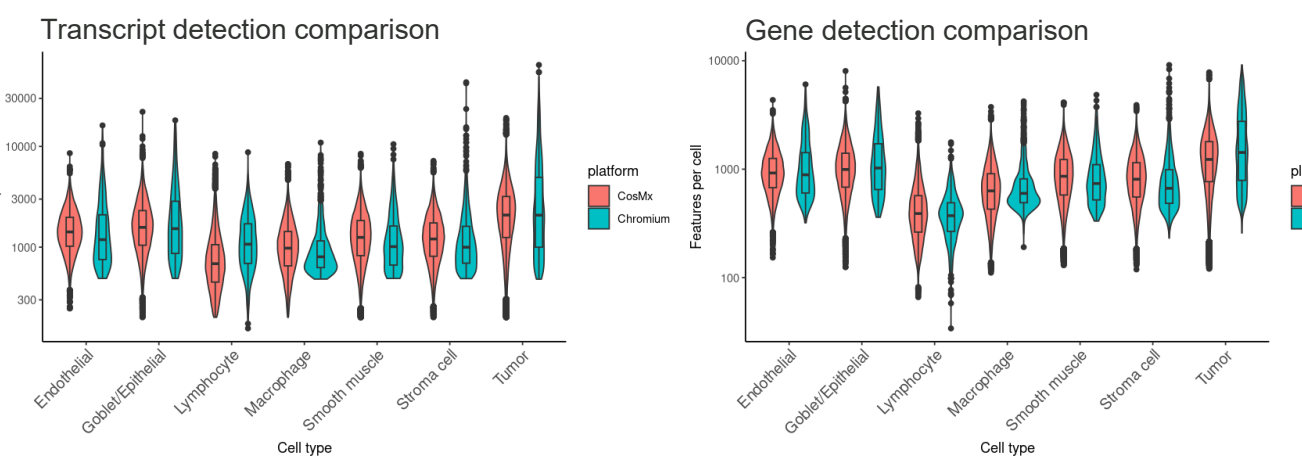 Transcript detection comparison
30000
10000
3000
1000
300
Endothelial
Goblet/Epithelial
Lymphocyte
Macrophage
Smooth muscle
Stroma cell
Tumor
Cell type
platform
CosMx
Chromium
Gene detection comparison
Features per cell
10000
1000
100
Endothelial
Goblet/Epithelial
Lymphocyte
Macrophage
Smooth muscle
Stroma cell
Tumor
Cell type
pl